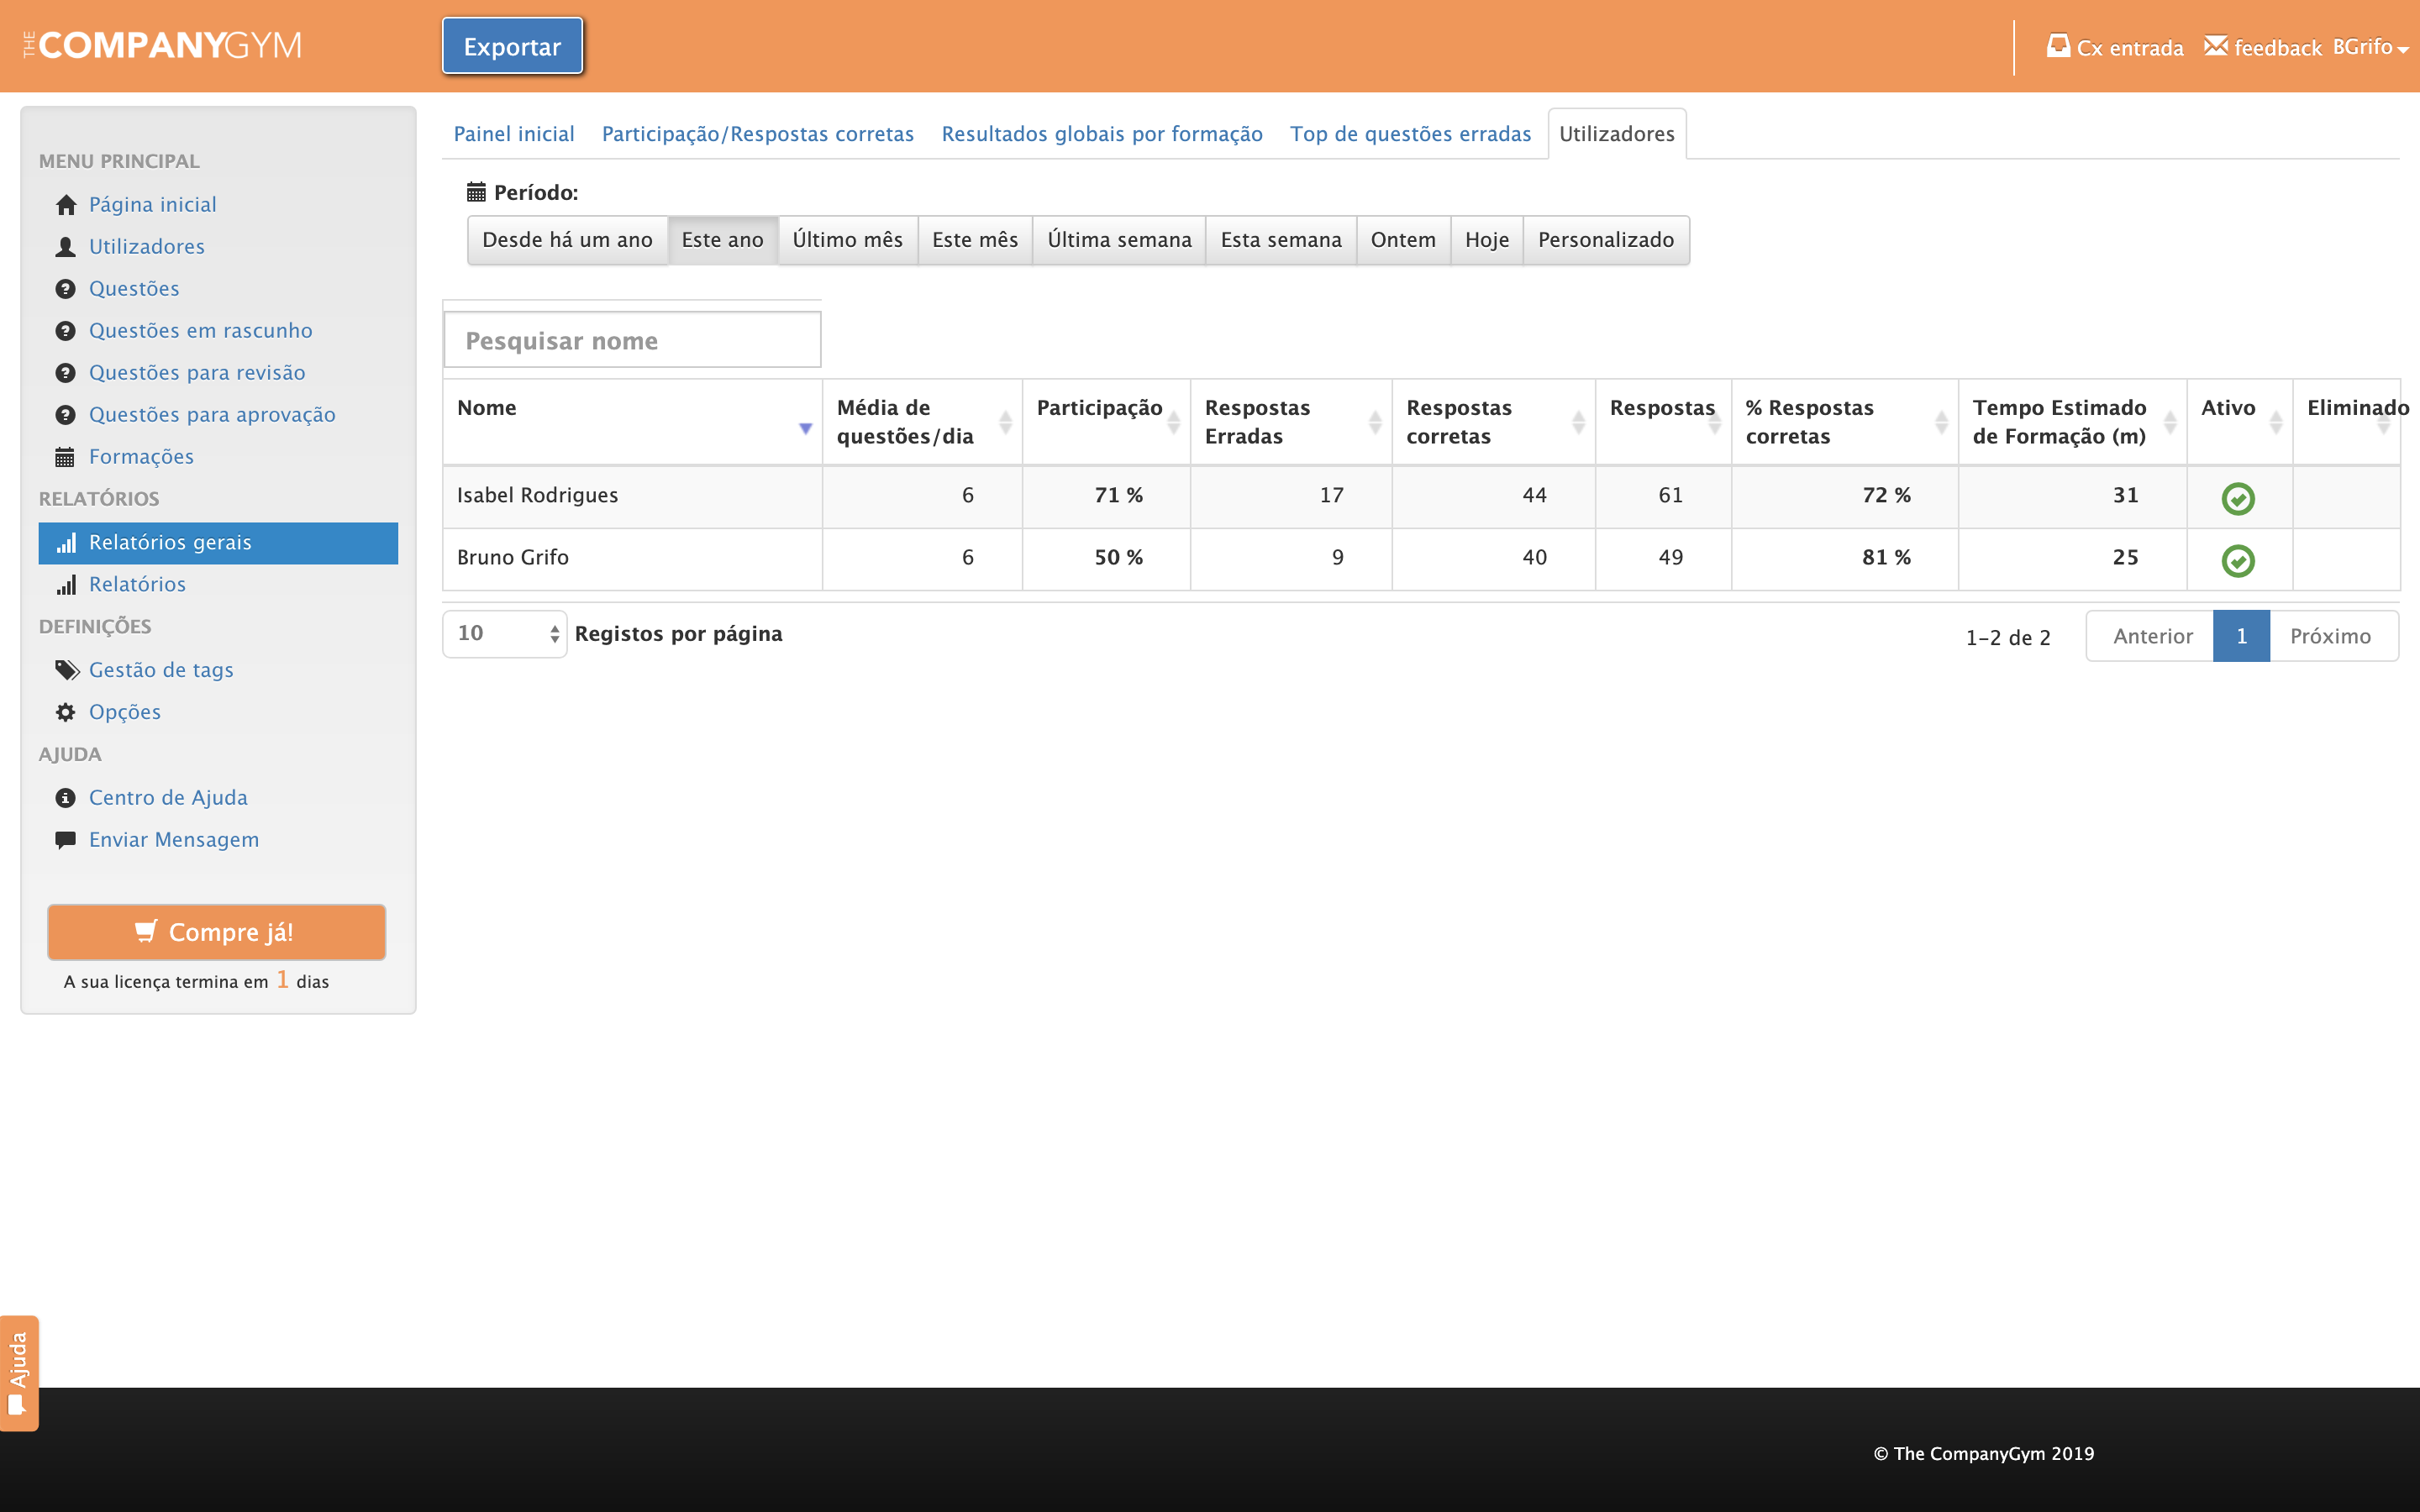 THE COMPANYGYM
Exportar
Cx entrada feedback BGrifo
MENU PRINCIPAL
Página inicial
Utilizadores
Questões
Questões em rascunho
Questões para revisão
Questões para aprovação
Formações
RELATÓRIOS
Relatórios gerais
Relatórios
DEFINIÇÕES
Gestão de tags
Opções
AJUDA
Centro de Ajuda
Enviar Mensagem
Compre já!
A sua licença termina em 1 dias
Painel inicial Participação/Respostas corretas Resultados globais por formação Top de questões erradas Utilizadores
Período:
Desde há um ano Este ano Último mês Este mês Última semana Esta semana Ontem Hoje Personalizado
Pesquisar nome
Nome Média de questões/dia Participação Respostas Erradas Respostas corretas Respostas % Respostas corretas Tempo Estimado de Formação (m) Ativo Eliminado
Isabel Rodrigues 6 71 % 17 44 61 72 % 31
Bruno Grifo 6 50 % 9 40 49 81 % 25
10 Registos por página 1-2 de 2 Anterior 1 Próximo
Ajuda
© The CompanyGym 2019